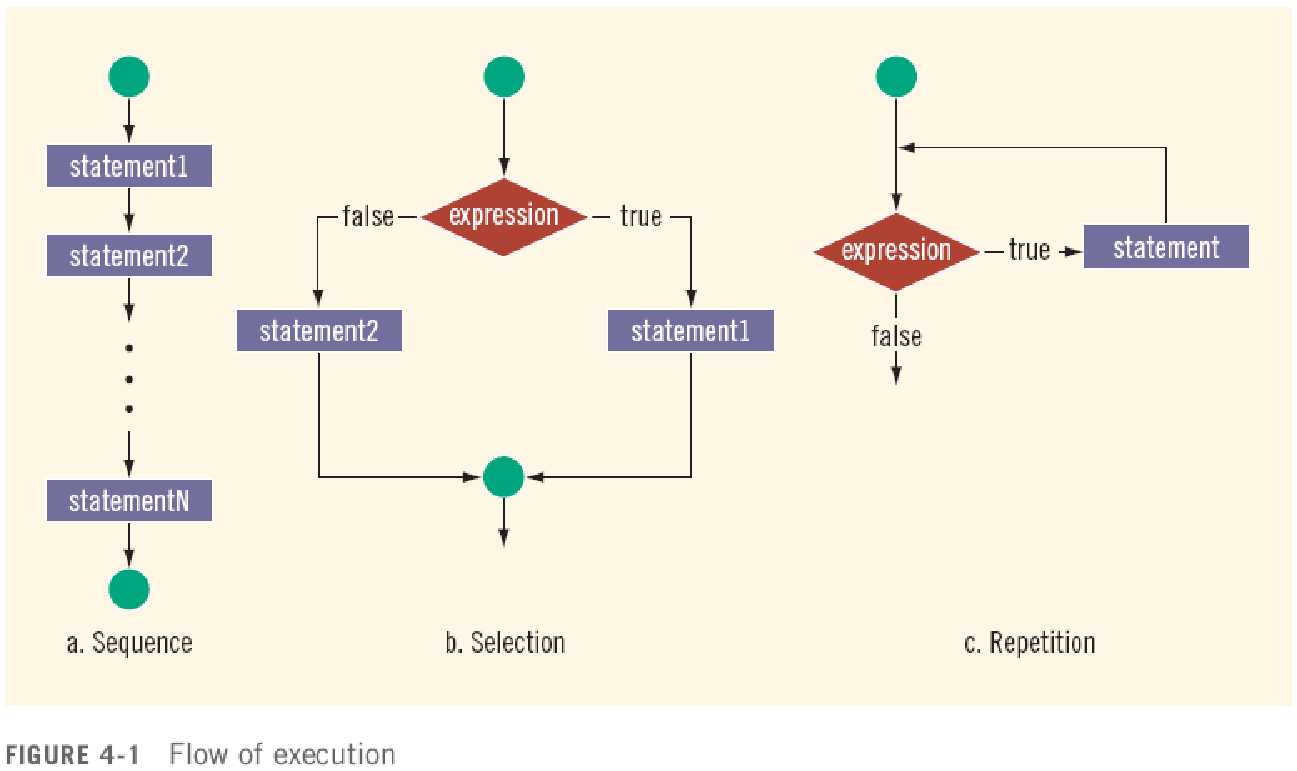 statement1
statement2
statementN
a. Sequence
false
expression
true
statement2
statement1
b. Selection
expression
true
statement
false
c. Repetition
FIGURE 4-1 Flow of execution